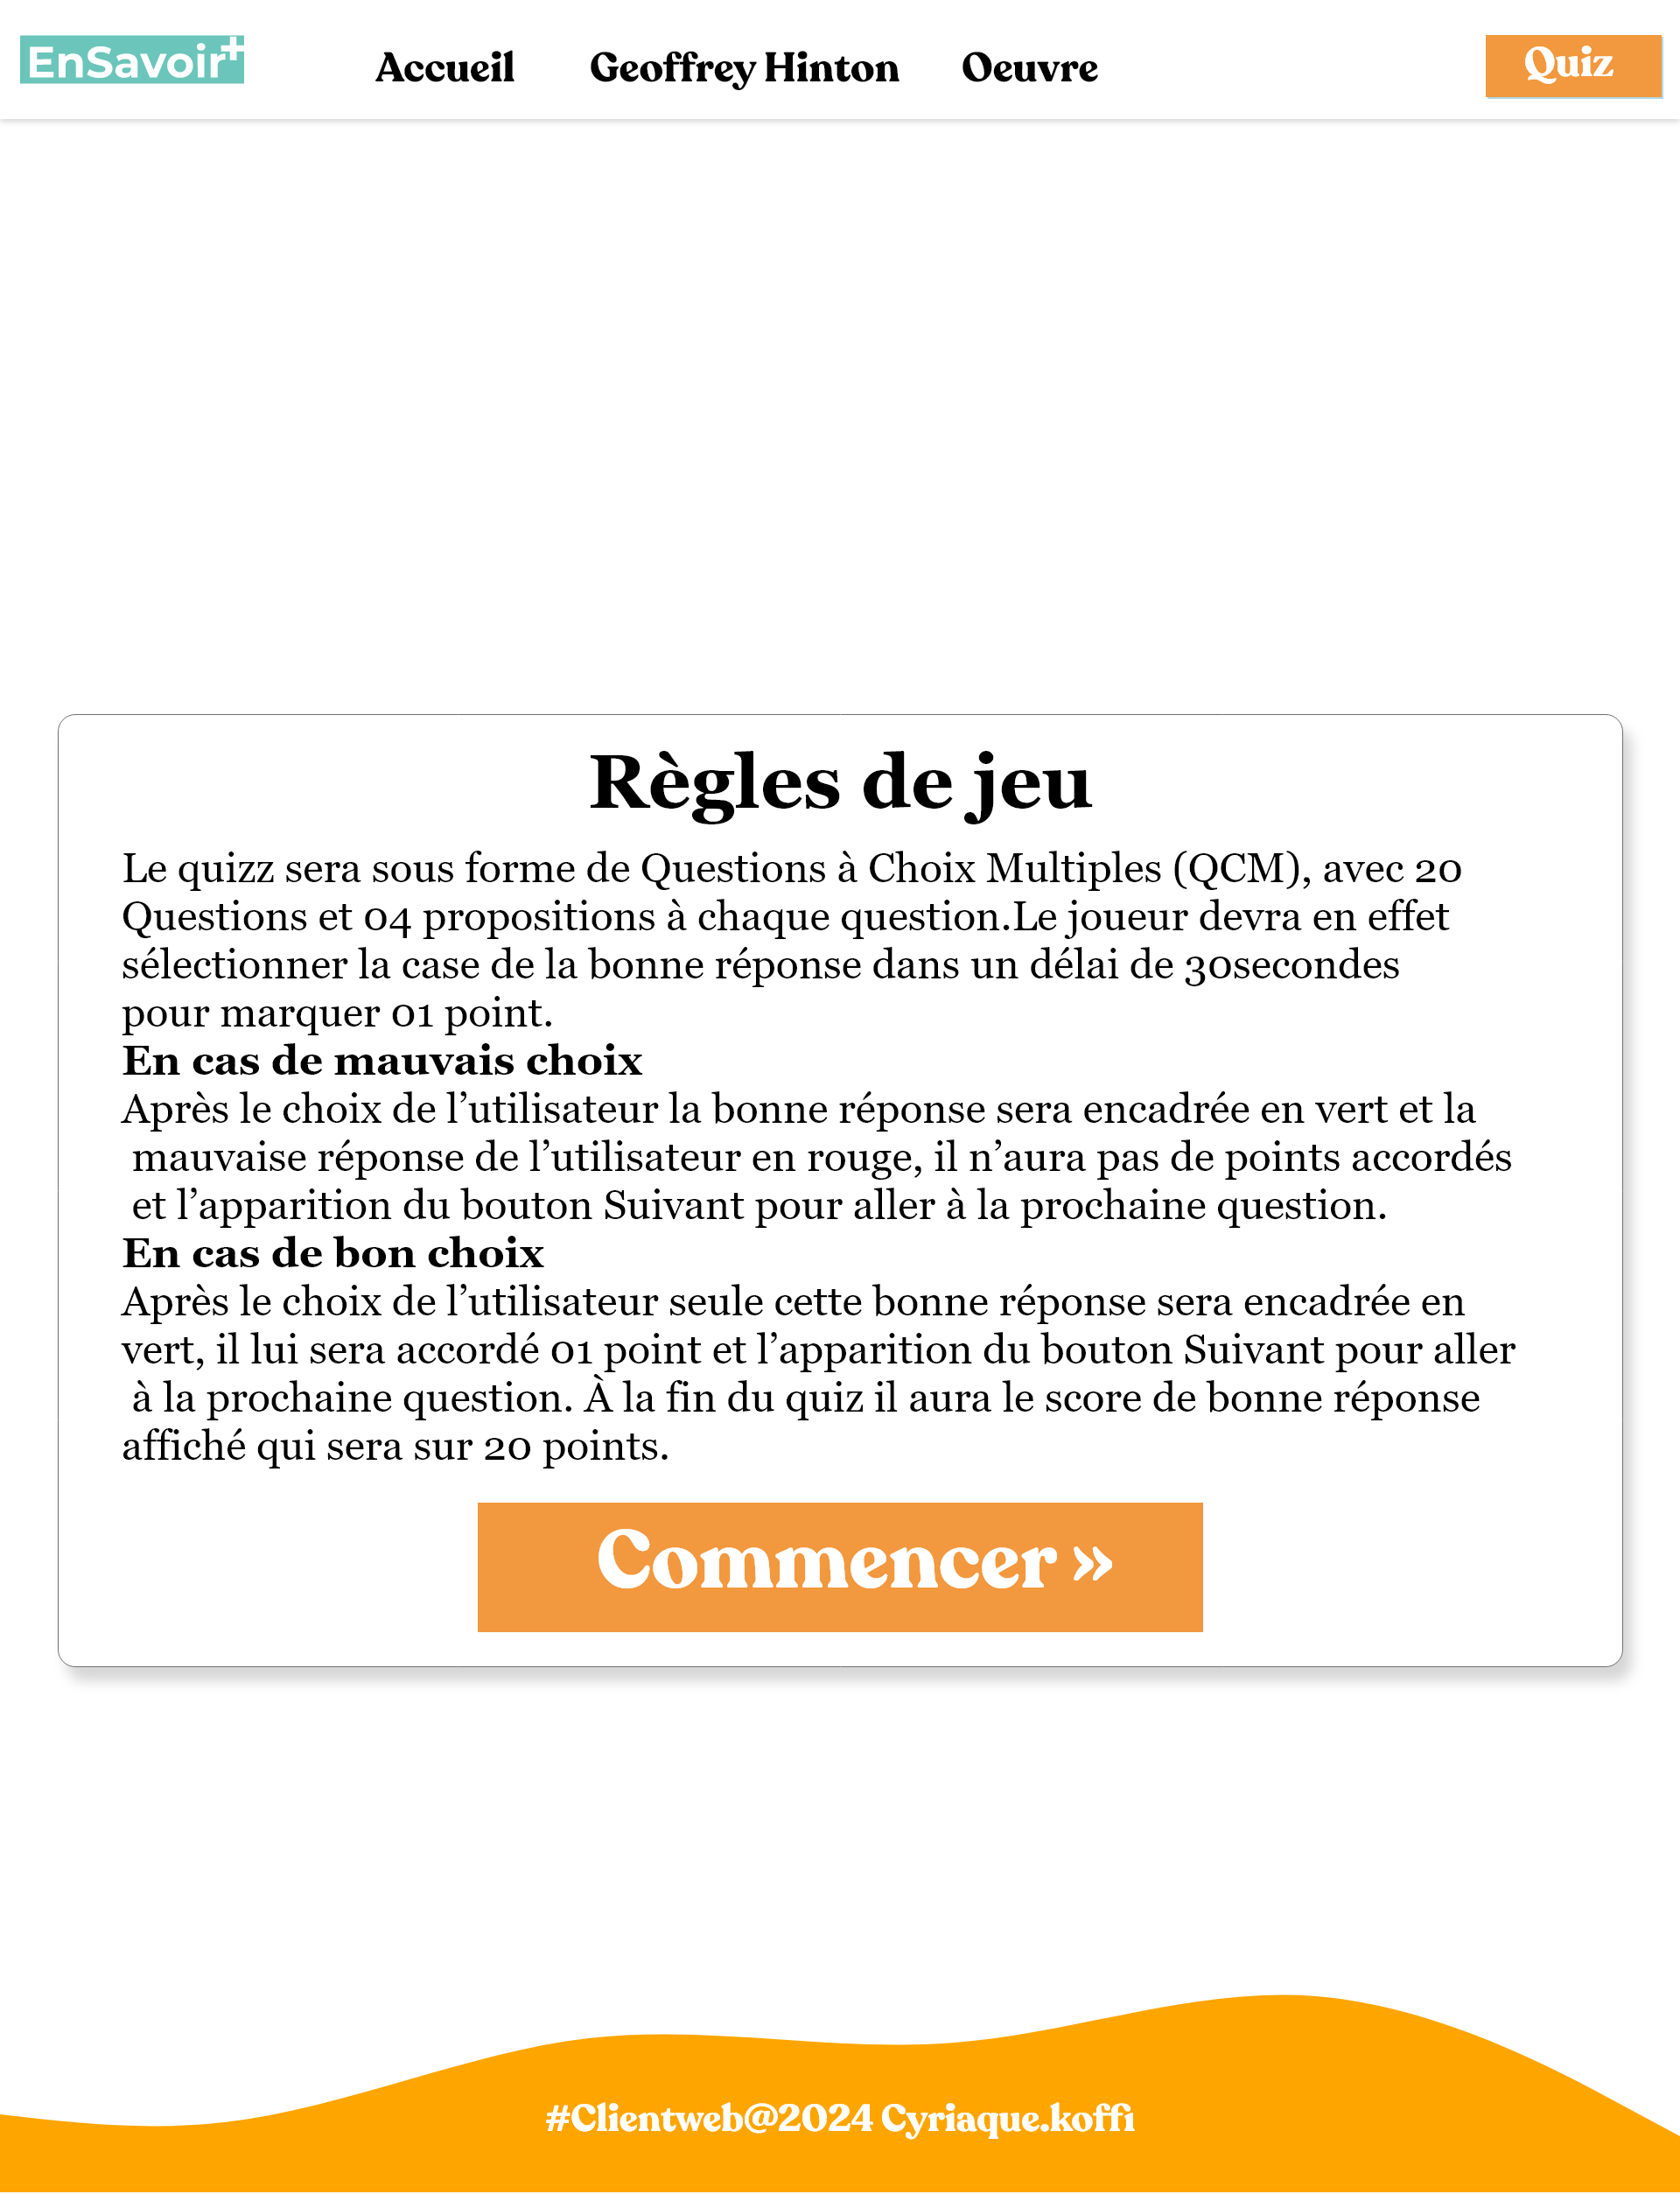 EnSavoir+
Accueil
Geoffrey Hinton
Oeuvre
Quiz
Règles de jeu
Le quizz sera sous forme de Questions à Choix Multiples (QCM), avec 20
Questions et 04 propositions à chaque question.Le joueur devra en effet
sélectionner la case de la bonne réponse dans un délai de 30secondes
pour marquer 01 point.
En cas de mauvais choix
Après le choix de l’utilisateur la bonne réponse sera encadrée en vert et la
mauvaise réponse de l’utilisateur en rouge, il n’aura pas de points accordés
et l’apparition du bouton Suivant pour aller à la prochaine question.
En cas de bon choix
Après le choix de l’utilisateur seule cette bonne réponse sera encadrée en
vert, il lui sera accordé 01 point et l’apparition du bouton Suivant pour aller
à la prochaine question. À la fin du quiz il aura le score de bonne réponse
affiché qui sera sur 20 points.
Commencer »
#Clientweb@2024 Cyriaque.koffi